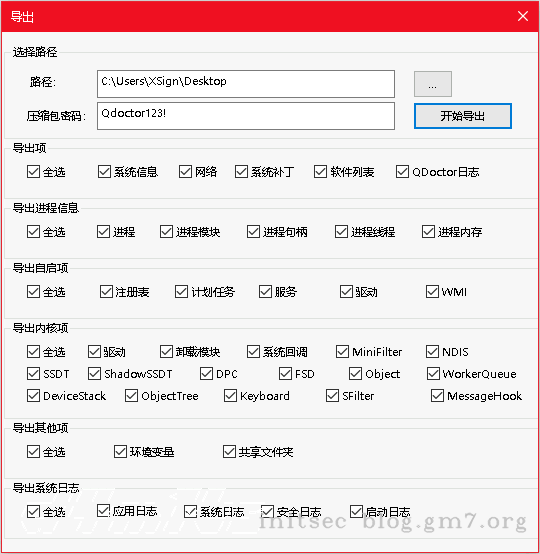 导出
选择路径
路径： C:\Users\XSign\Desktop ...
压缩包密码： Qdoctor123! 开始导出
导出项
全选 系统信息 网络 系统补丁 软件列表 QDoctor日志
导出进程信息
全选 进程 进程模块 进程句柄 进程线程 进程内存
导出自启项
全选 注册表 计划任务 服务 驱动 WMI
导出内核项
全选 驱动 卸载模块 系统回调 MiniFilter NDIS
SSDT ShadowSSDT DPC FSD Object WorkerQueue
DeviceStack ObjectTree Keyboard SFilter MessageHook
导出其他项
全选 环境变量 共享文件夹
导出系统日志
全选 应用日志 系统日志 安全日志 启动日志
blog.gm7.org